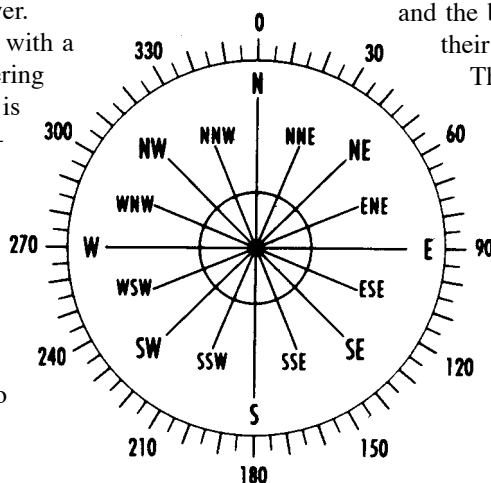 ver.
with a
ering
is
and the b
their
Th
0
330
30
N
300
60
NNW
NNE
NW
NE
WNW
ENE
270
W
E
90
WSW
ESE
SW
SE
240
SSW
SSE
120
S
210
150
180